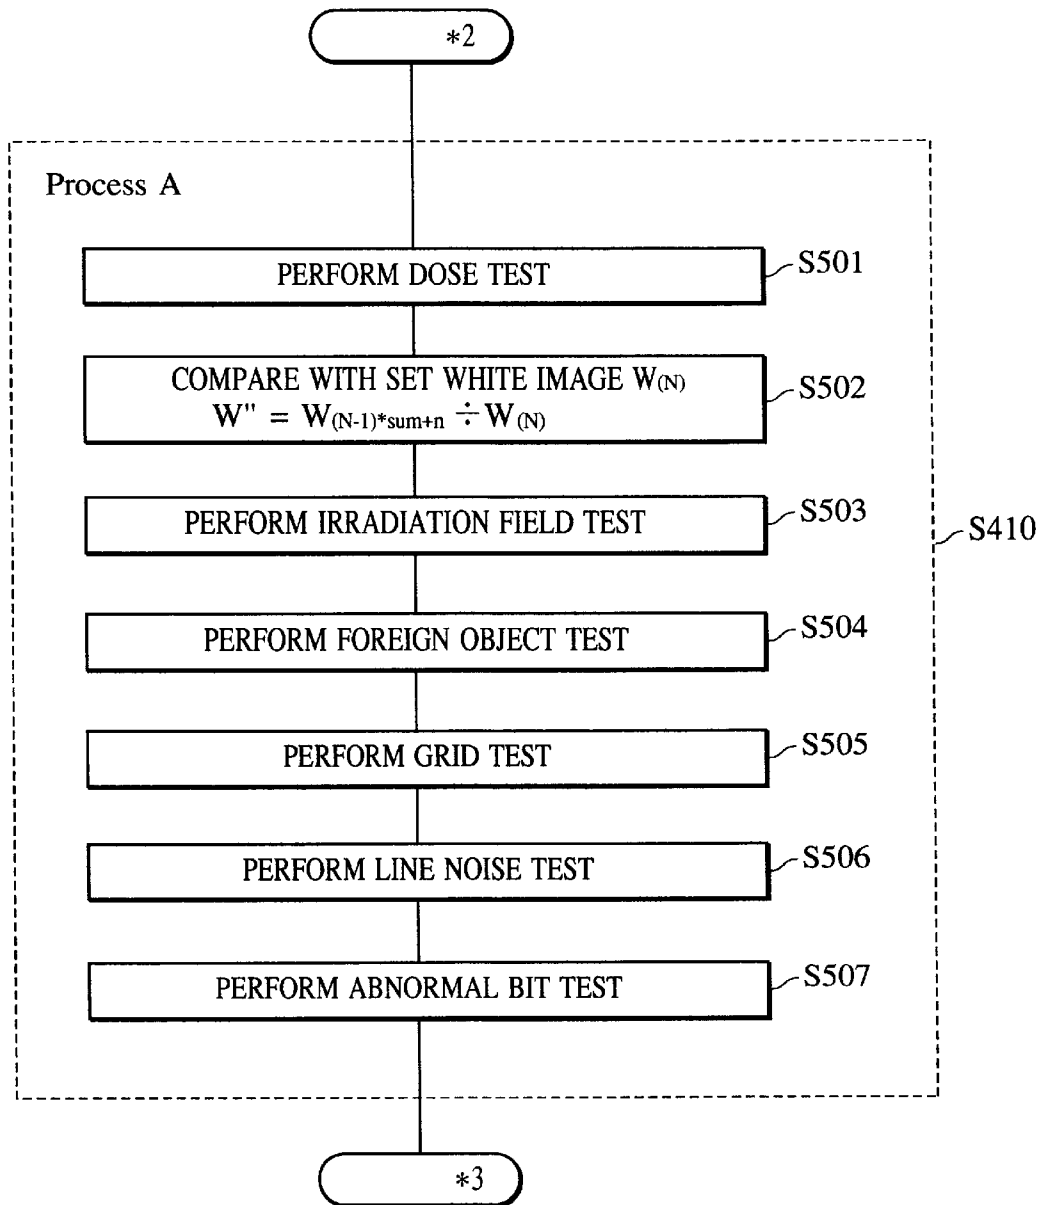 *2
Process A
PERFORM DOSE TEST
S501
COMPARE WITH SET WHITE IMAGE W(N)
W" = W(N-1)*sum+n ÷ W(N)
S502
PERFORM IRRADIATION FIELD TEST
S503
S410
PERFORM FOREIGN OBJECT TEST
S504
PERFORM GRID TEST
S505
PERFORM LINE NOISE TEST
S506
PERFORM ABNORMAL BIT TEST
S507
*3